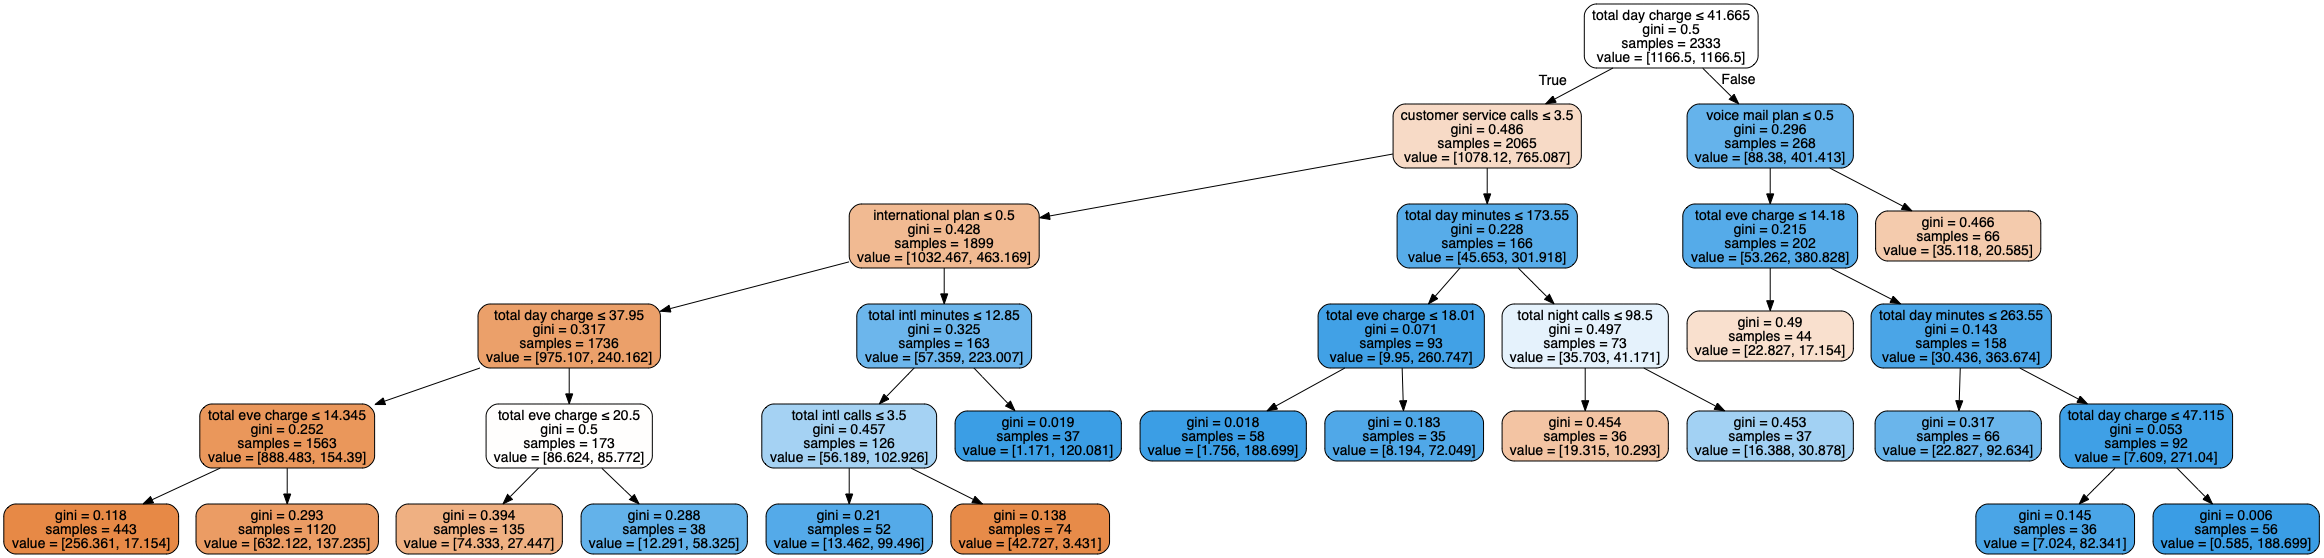 total day charge ≤ 41.665
gini = 0.5
samples = 2333
value = [1166.5, 1166.5]
True
False
customer service calls ≤ 3.5
gini = 0.486
samples = 2065
value = [1078.12, 765.087]
voice mail plan ≤ 0.5
gini = 0.296
samples = 268
value = [88.38, 401.413]
international plan ≤ 0.5
gini = 0.428
samples = 1899
value = [1032.467, 463.169]
total day minutes ≤ 173.55
gini = 0.228
samples = 166
value = [45.653, 301.918]
total eve charge ≤ 14.18
gini = 0.215
samples = 202
value = [53.262, 380.828]
gini = 0.466
samples = 66
value = [35.118, 20.585]
total day charge ≤ 37.95
gini = 0.317
samples = 1736
value = [975.107, 240.162]
total intl minutes ≤ 12.85
gini = 0.325
samples = 163
value = [57.359, 223.007]
total eve charge ≤ 18.01
gini = 0.071
samples = 93
value = [9.95, 260.747]
total night calls ≤ 98.5
gini = 0.497
samples = 73
value = [35.703, 41.171]
gini = 0.49
samples = 44
value = [22.827, 17.154]
total day minutes ≤ 263.55
gini = 0.143
samples = 158
value = [30.436, 363.674]
total eve charge ≤ 14.345
gini = 0.252
samples = 1563
value = [888.483, 154.39]
total eve charge ≤ 20.5
gini = 0.5
samples = 173
value = [86.624, 85.772]
total intl calls ≤ 3.5
gini = 0.457
samples = 126
value = [56.189, 102.926]
gini = 0.019
samples = 37
value = [1.171, 120.081]
gini = 0.018
samples = 58
value = [1.756, 188.699]
gini = 0.183
samples = 35
value = [8.194, 72.049]
gini = 0.454
samples = 36
value = [19.315, 10.293]
gini = 0.453
samples = 37
value = [16.388, 30.878]
gini = 0.317
samples = 66
value = [22.827, 92.634]
total day charge ≤ 47.115
gini = 0.053
samples = 92
value = [7.609, 271.04]
gini = 0.118
samples = 443
value = [256.361, 17.154]
gini = 0.293
samples = 1120
value = [632.122, 137.235]
gini = 0.394
samples = 135
value = [74.333, 27.447]
gini = 0.288
samples = 38
value = [12.291, 58.325]
gini = 0.21
samples = 52
value = [13.462, 99.496]
gini = 0.138
samples = 74
value = [42.727, 3.431]
gini = 0.145
samples = 36
value = [7.024, 82.341]
gini = 0.006
samples = 56
value = [0.585, 188.699]